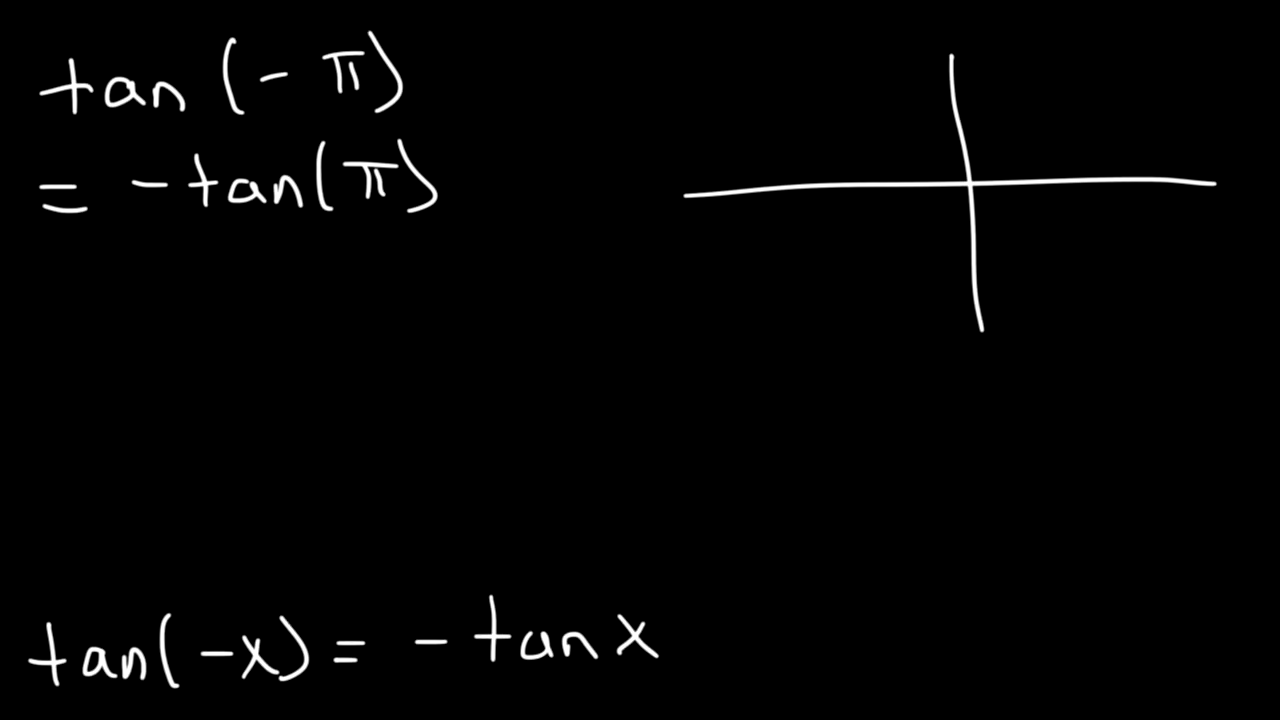 tan (- π)
= - tan(π)
tan(-x) = - tan x